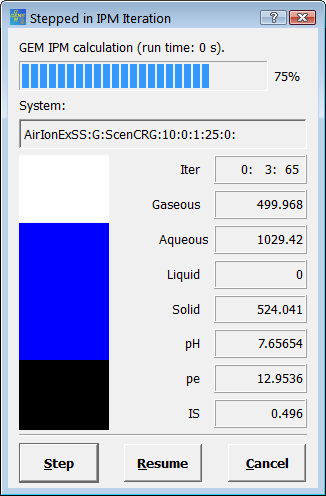 Stepped in IPM Iteration
GEM IPM calculation (run time: 0 s).
75%
System:
AirIonExSS:G:ScenCRG:10:0:1:25:0:
Iter 0: 3: 65
Gaseous 499.968
Aqueous 1029.42
Liquid 0
Solid 524.041
pH 7.65654
pe 12.9536
IS 0.496
Step Resume Cancel